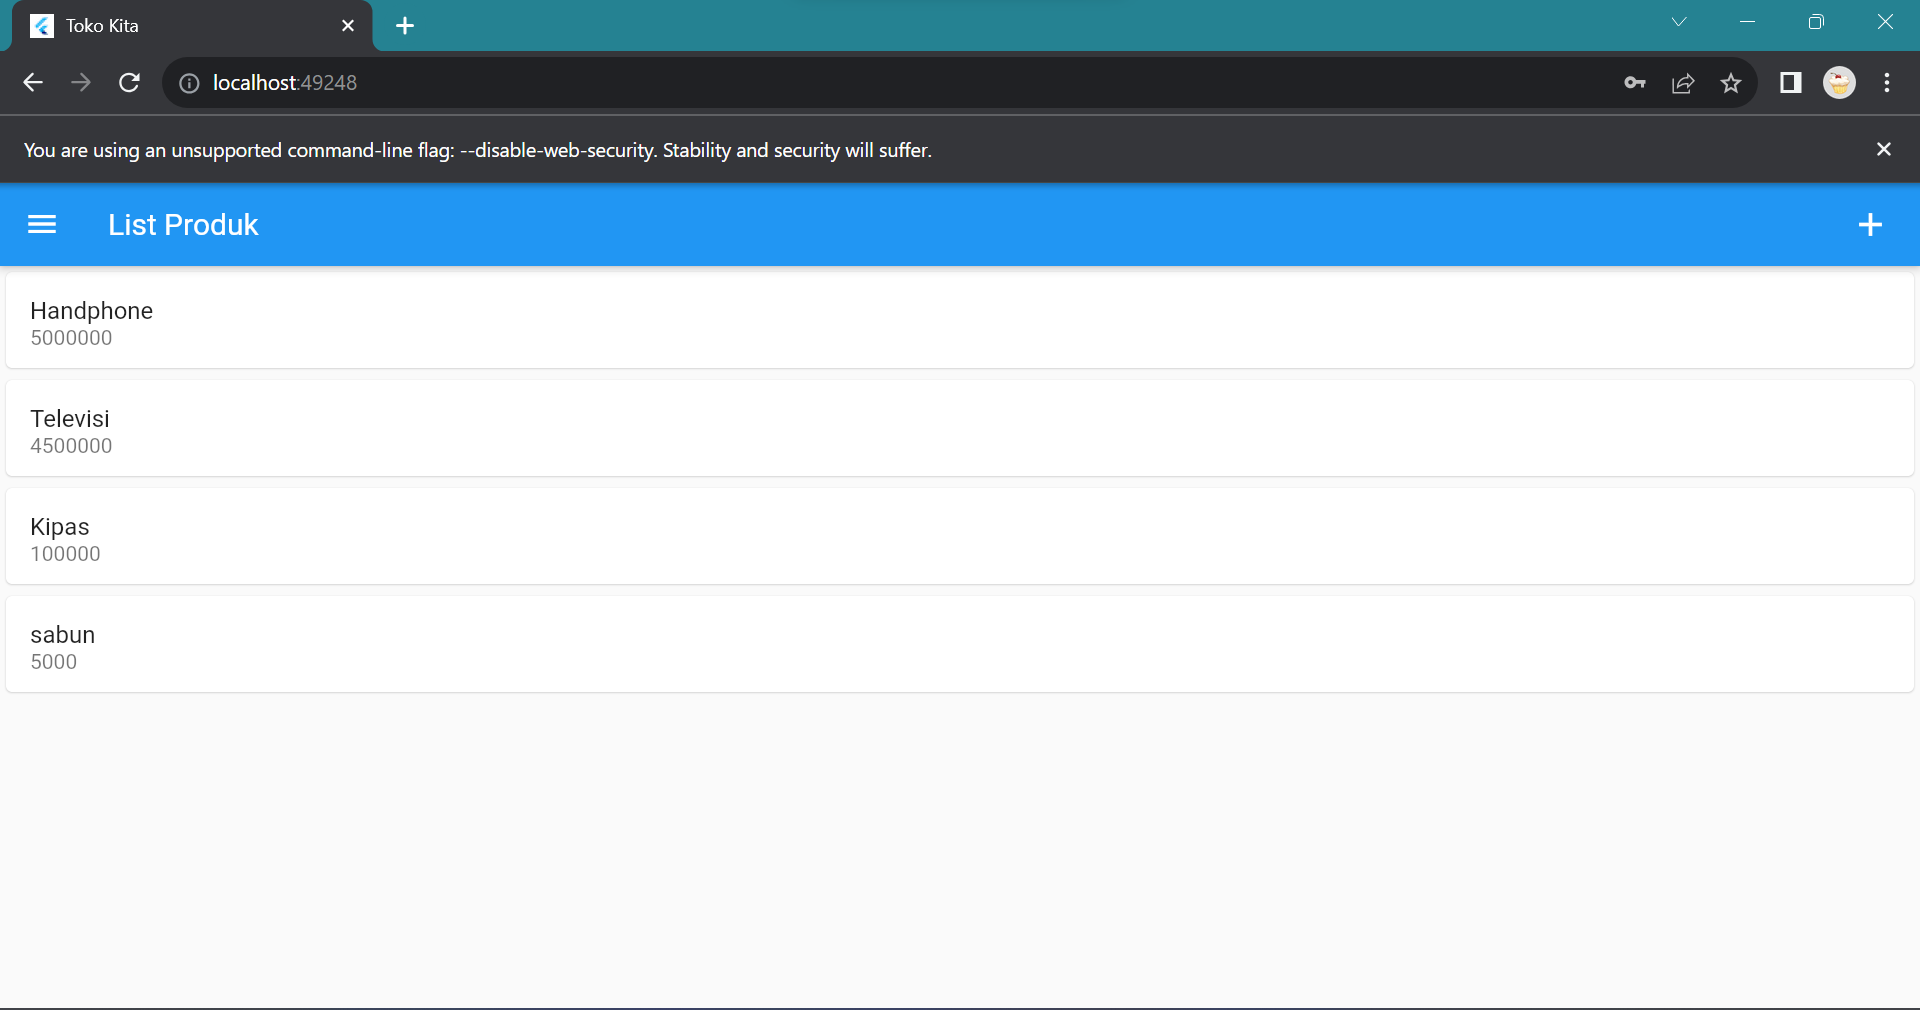 Toko Kita
localhost:49248
You are using an unsupported command-line flag: --disable-web-security. Stability and security will suffer.
List Produk
Handphone
5000000
Televisi
4500000
Kipas
100000
sabun
5000